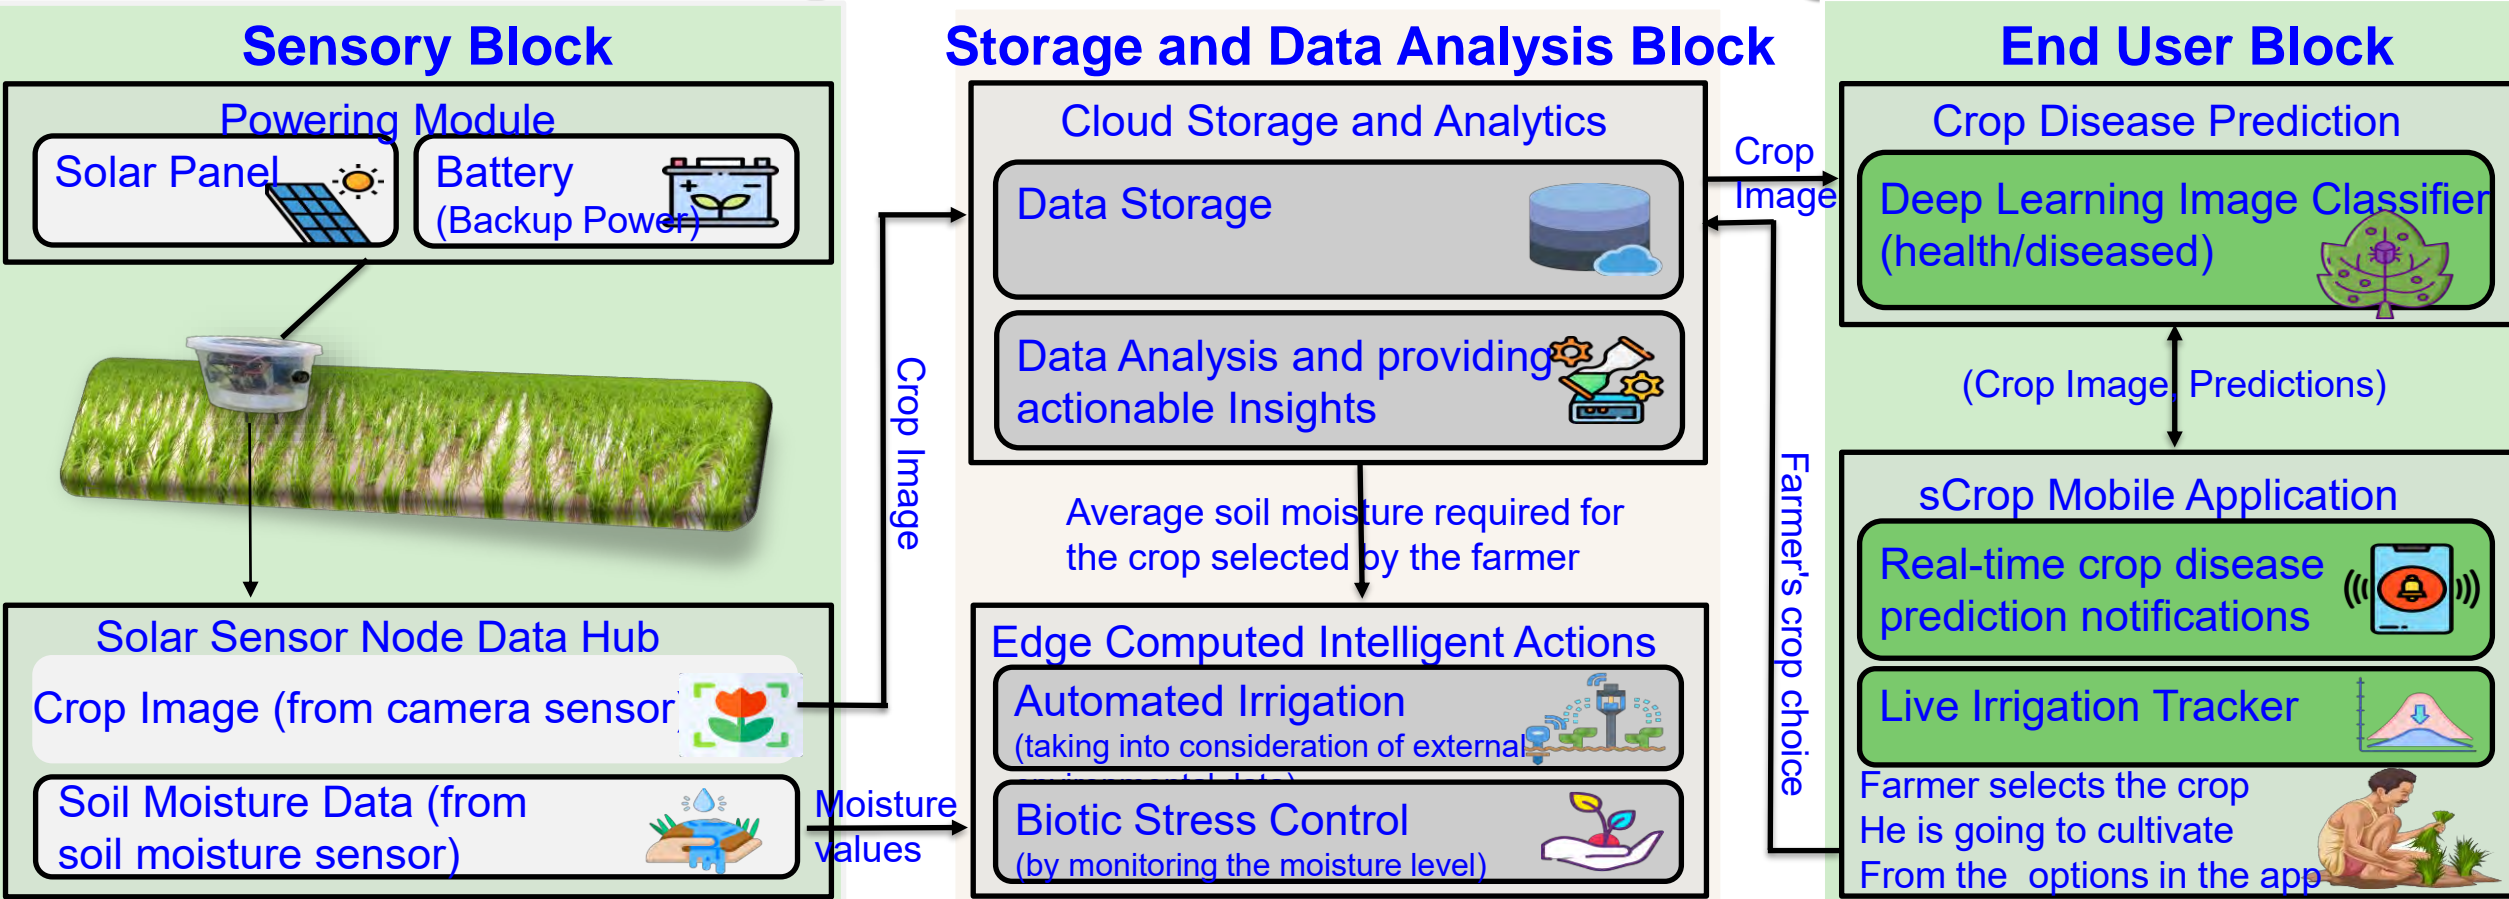 Sensory Block
Powering Module
Solar Panel
Battery
(Backup Power)
Solar Sensor Node Data Hub
Crop Image (from camera sensor)
Soil Moisture Data (from
soil moisture sensor)
Crop Image
Moisture
values
Storage and Data Analysis Block
Cloud Storage and Analytics
Data Storage
Data Analysis and providing
actionable Insights
Average soil moisture required for
the crop selected by the farmer
Edge Computed Intelligent Actions
Automated Irrigation
(taking into consideration of external
environmental data)
Biotic Stress Control
(by monitoring the moisture level)
Crop
Image
Farmer's crop choice
End User Block
Crop Disease Prediction
Deep Learning Image Classifier
(health/diseased)
(Crop Image, Predictions)
sCrop Mobile Application
Real-time crop disease
prediction notifications
Live Irrigation Tracker
Farmer selects the crop
He is going to cultivate
From the options in the app